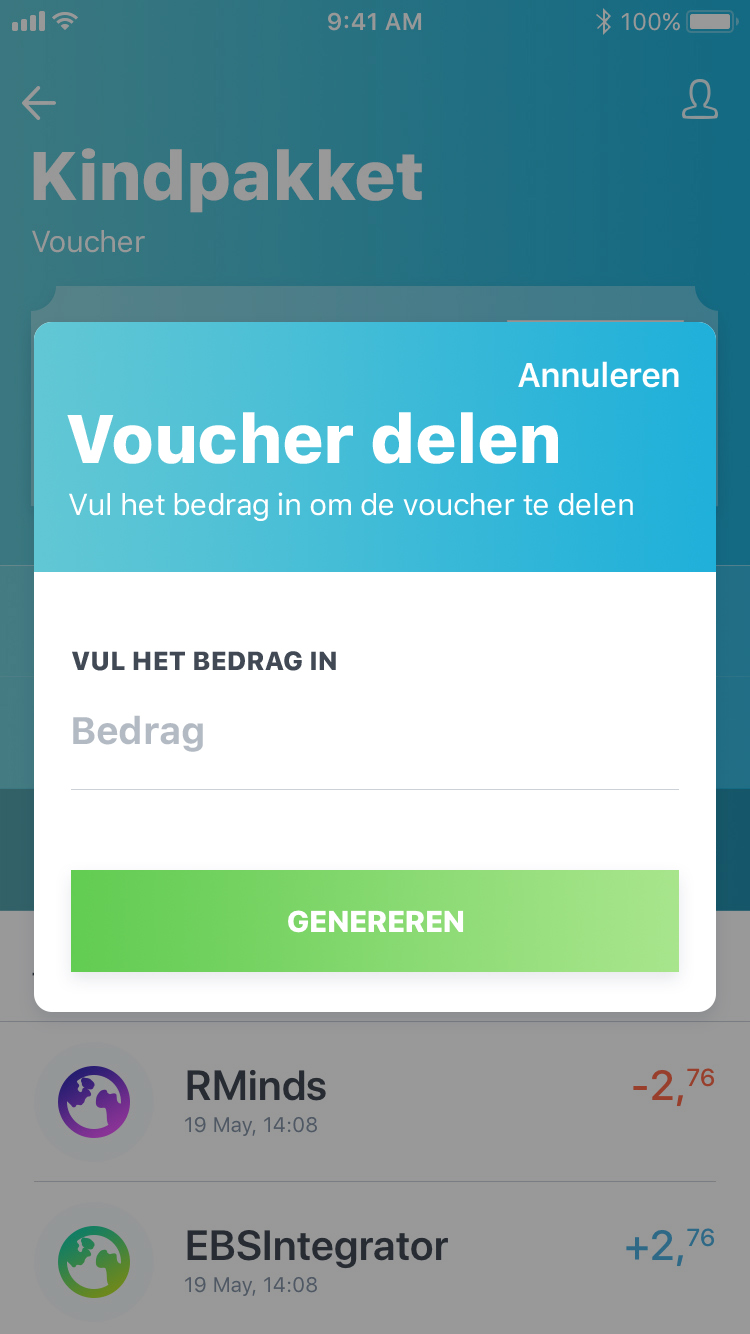 9:41 AM
100%
Kindpakket
Voucher
Annuleren
Voucher delen
Vul het bedrag in om de voucher te delen
VUL HET BEDRAG IN
Bedrag
GENEREREN
RMinds
-2,76
19 May, 14:08
EBSIntegrator
+2,76
19 May, 14:08